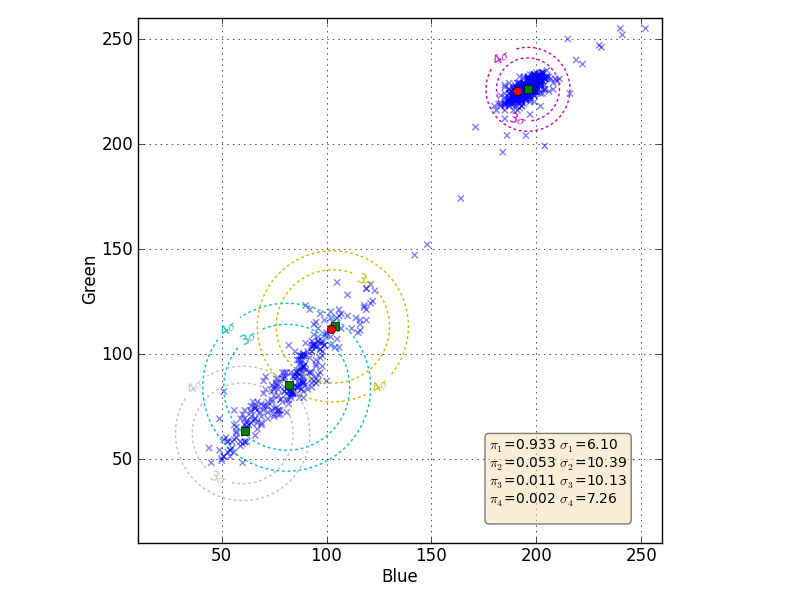 250
200
150
100
50
Green
50
100
150
200
250
Blue
4σ
3σ
3σ
4σ
4σ
3σ
4σ
3σ
π₁=0.933 σ₁=6.10
π₂=0.053 σ₂=10.39
π₃=0.011 σ₃=10.13
π₄=0.002 σ₄=7.26